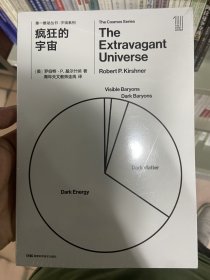 第一推动丛书·宇宙系列
The Cosmos Series
疯狂的
宇宙
The
Extravagant
Universe
[美] 罗伯特·P.基尔什纳 著
Robert P. Kirshner
Visible Baryons
Dark Baryons
Dark Matter
Dark Energy